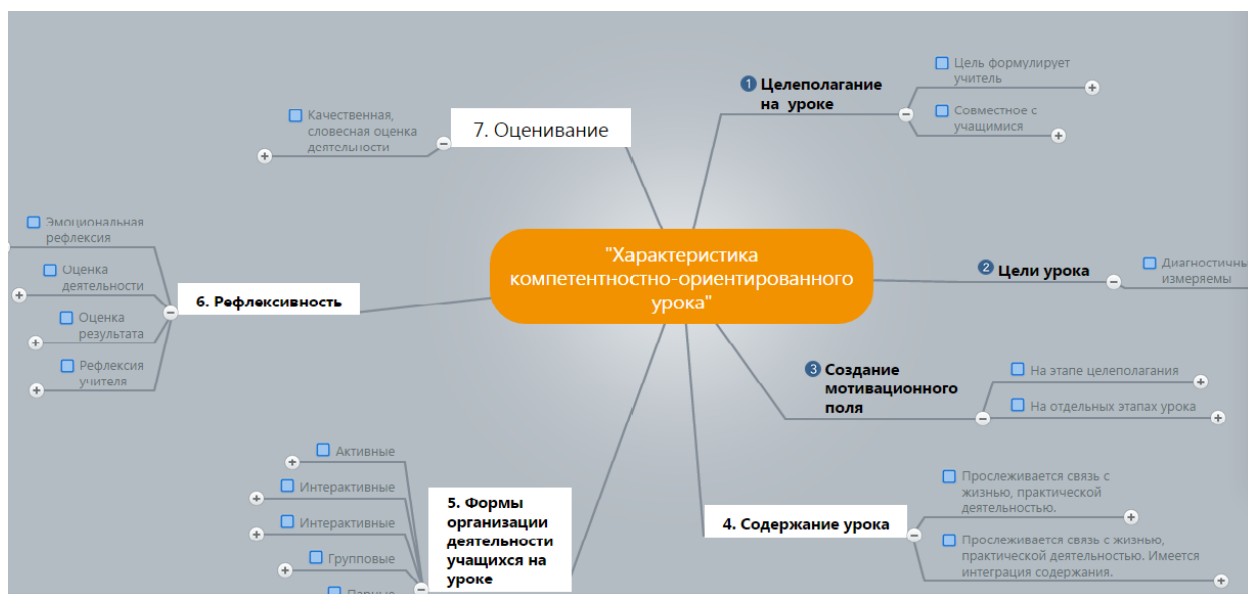 "Характеристика
компетентностно-ориентированного
урока"
1 Целеполагание
на уроке
Цель формулирует
учитель
Совместное с
учащимися
2 Цели урока
измеряемы
3 Создание
мотивационного
поля
На этапе целеполагания
На отдельных этапах урока
4. Содержание урока
Прослеживается связь с
жизнью, практической
деятельностью.
Прослеживается связь с жизнью,
практической деятельностью. Имеется
интеграция содержания.
5. Формы
организации
деятельности
учащихся на
уроке
Активные
Интерактивные
Интерактивные
Групповые
Парные
6. Рефлексивность
Эмоциональная
рефлексия
Оценка
деятельности
Оценка
результата
Рефлексия
учителя
7. Оценивание
Качественная,
словесная оценка
деятельности